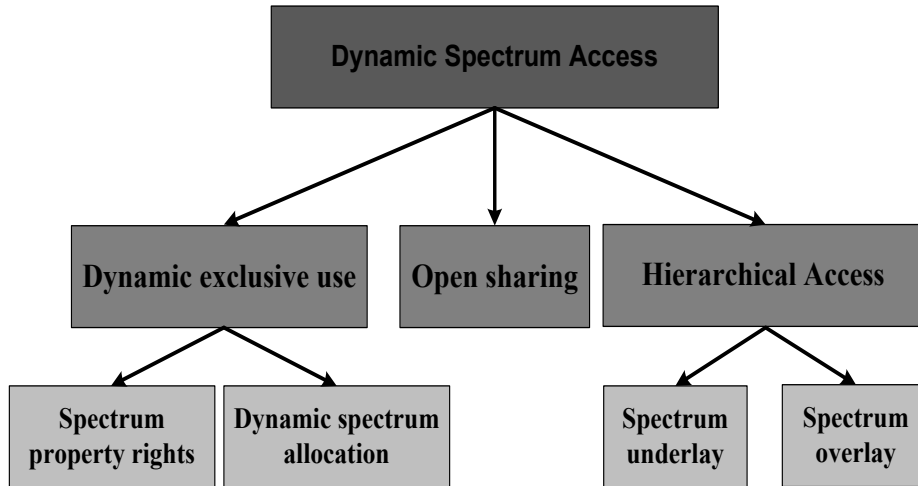 Dynamic Spectrum Access
Dynamic exclusive use
Open sharing
Hierarchical Access
Spectrum
property rights
Dynamic spectrum
allocation
Spectrum
underlay
Spectrum
overlay